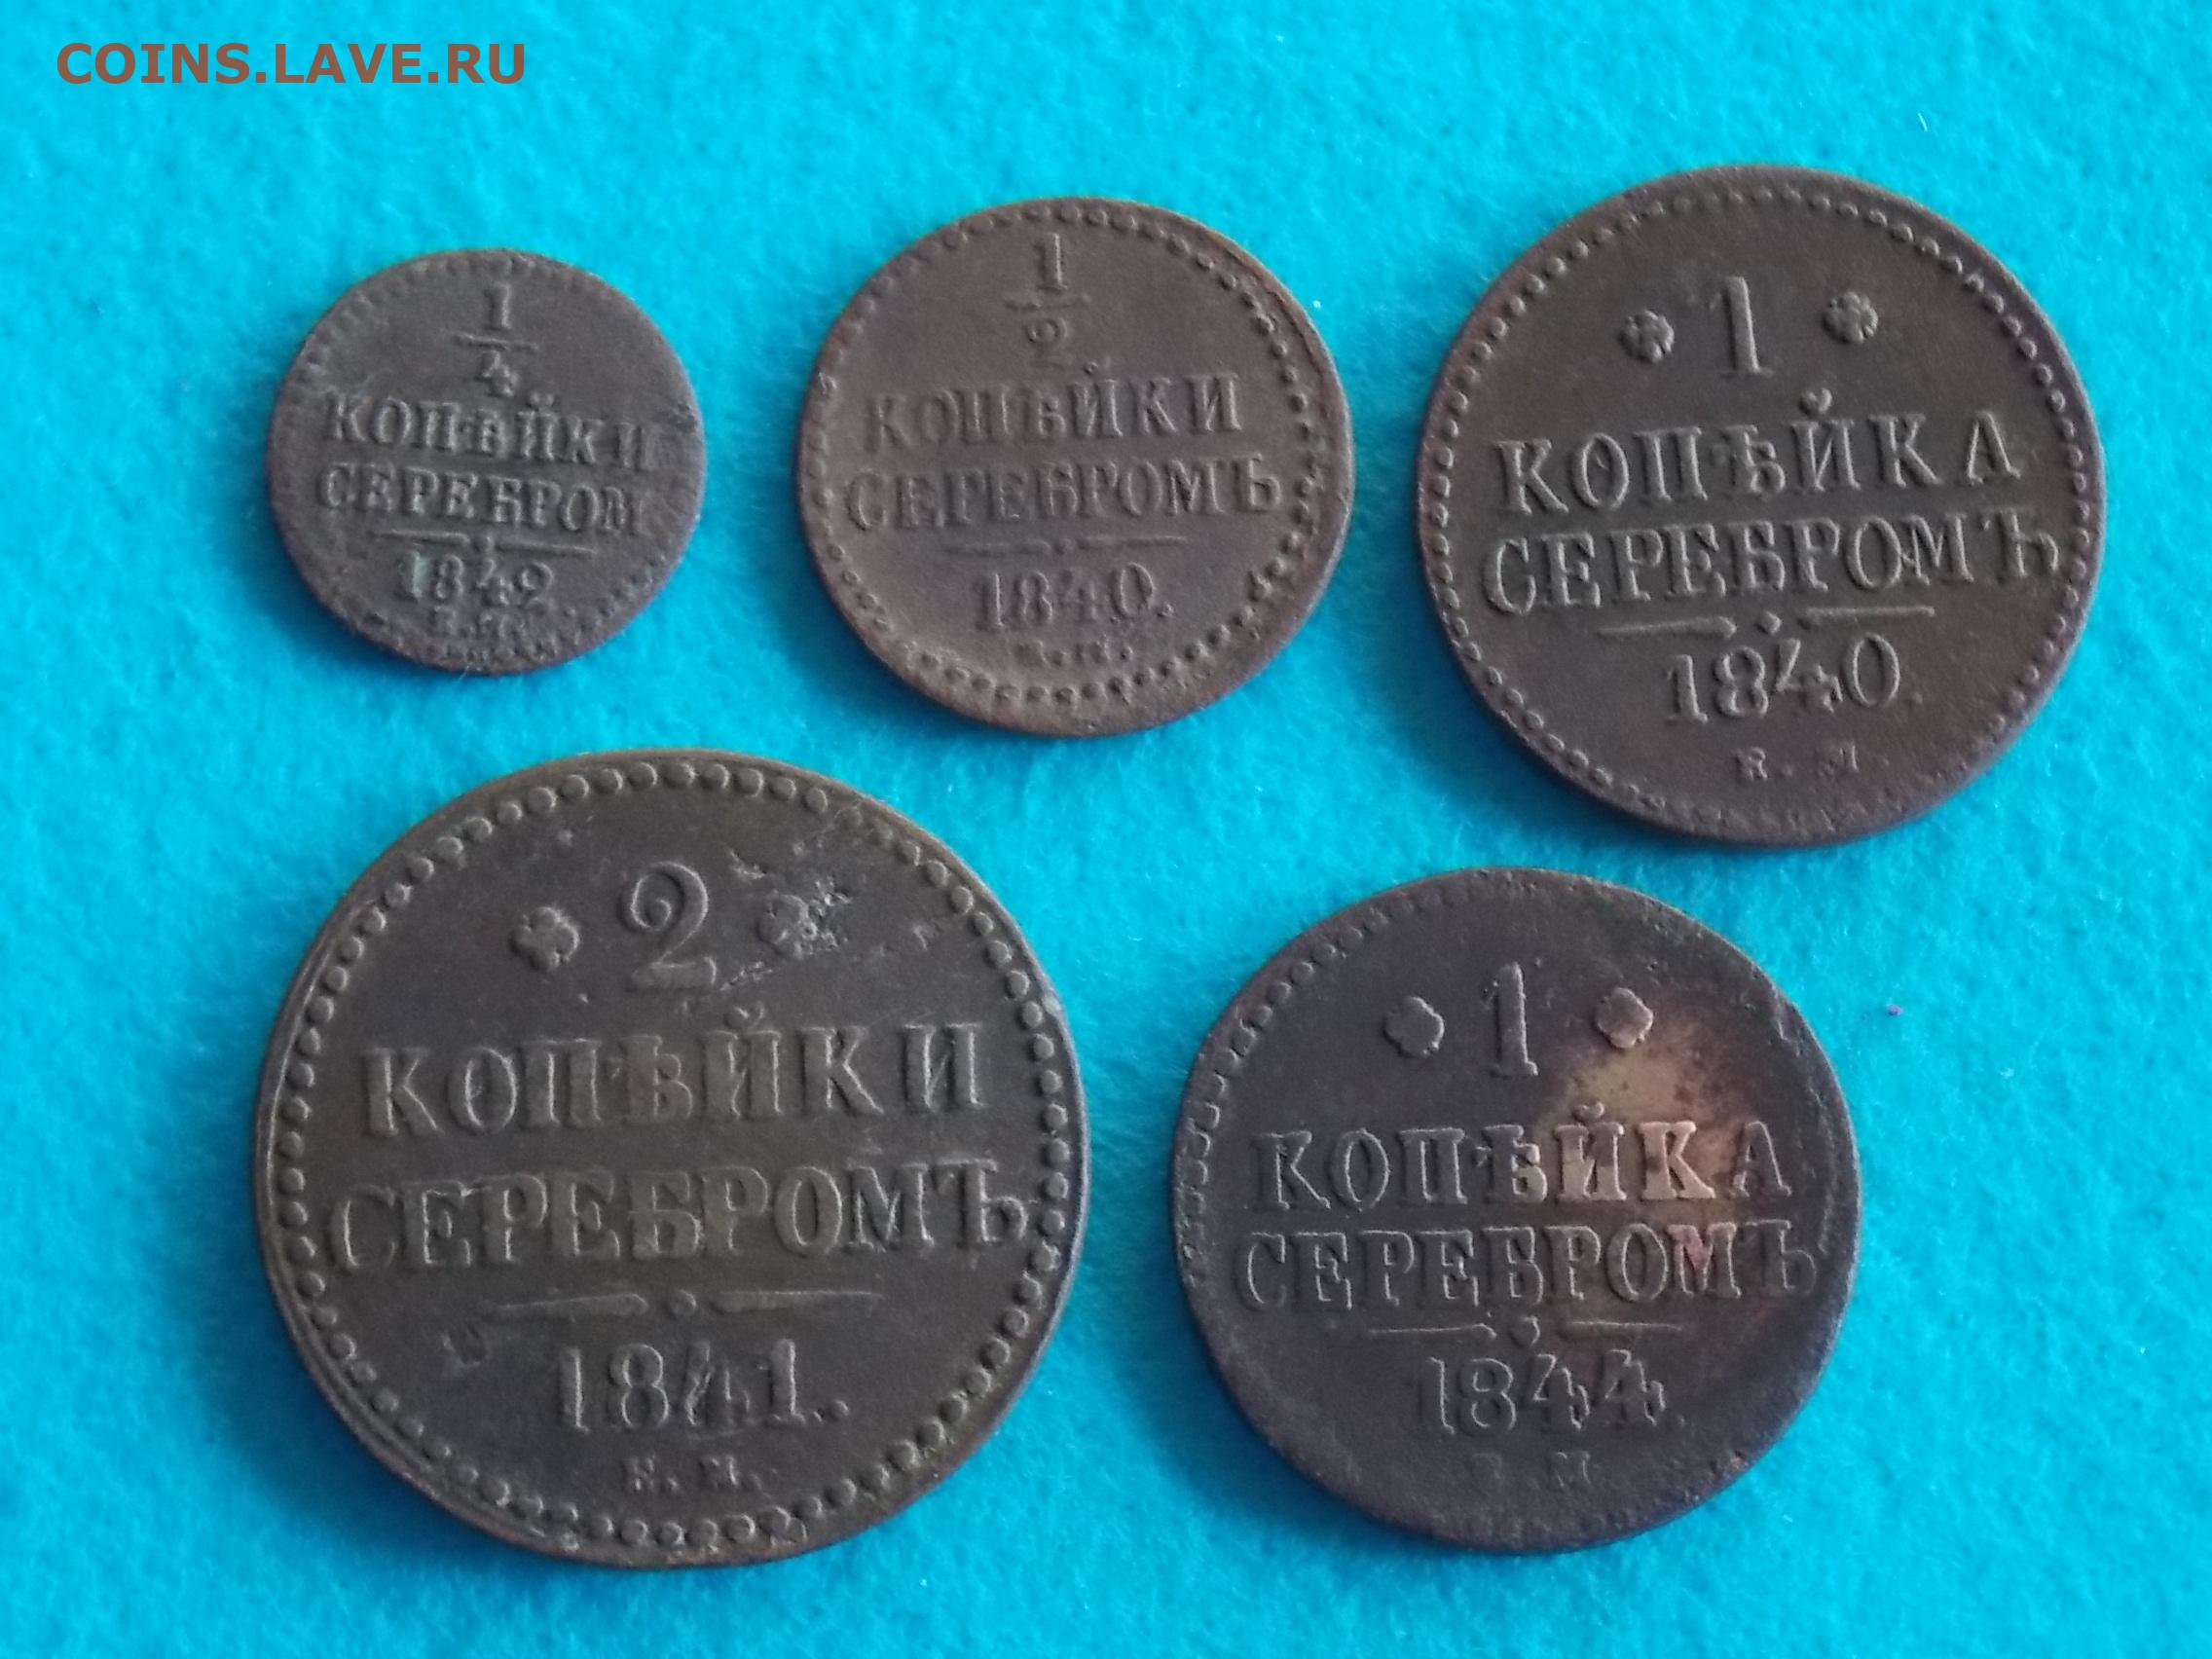 COINS.LAVE.RU
1
4
КОПѢЙКИ
СЕРЕБРОМ
1842.
1
2
КОПѢЙКИ
СЕРЕБРОМЪ
1840.
1
КОПѢЙКА
СЕРЕБРОМЪ
1840.
Е.М.
2
КОПѢЙКИ
СЕРЕБРОМЪ
1841.
Е.М.
1
КОПѢЙКА
СЕРЕБРОМЪ
1844.